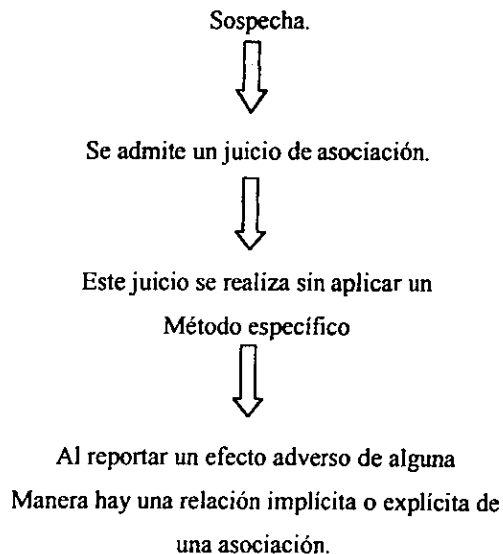 Sospecha.
Se admite un juicio de asociación.
Este juicio se realiza sin aplicar un
Método específico
Al reportar un efecto adverso de alguna
Manera hay una relación implícita o explícita de
una asociación.